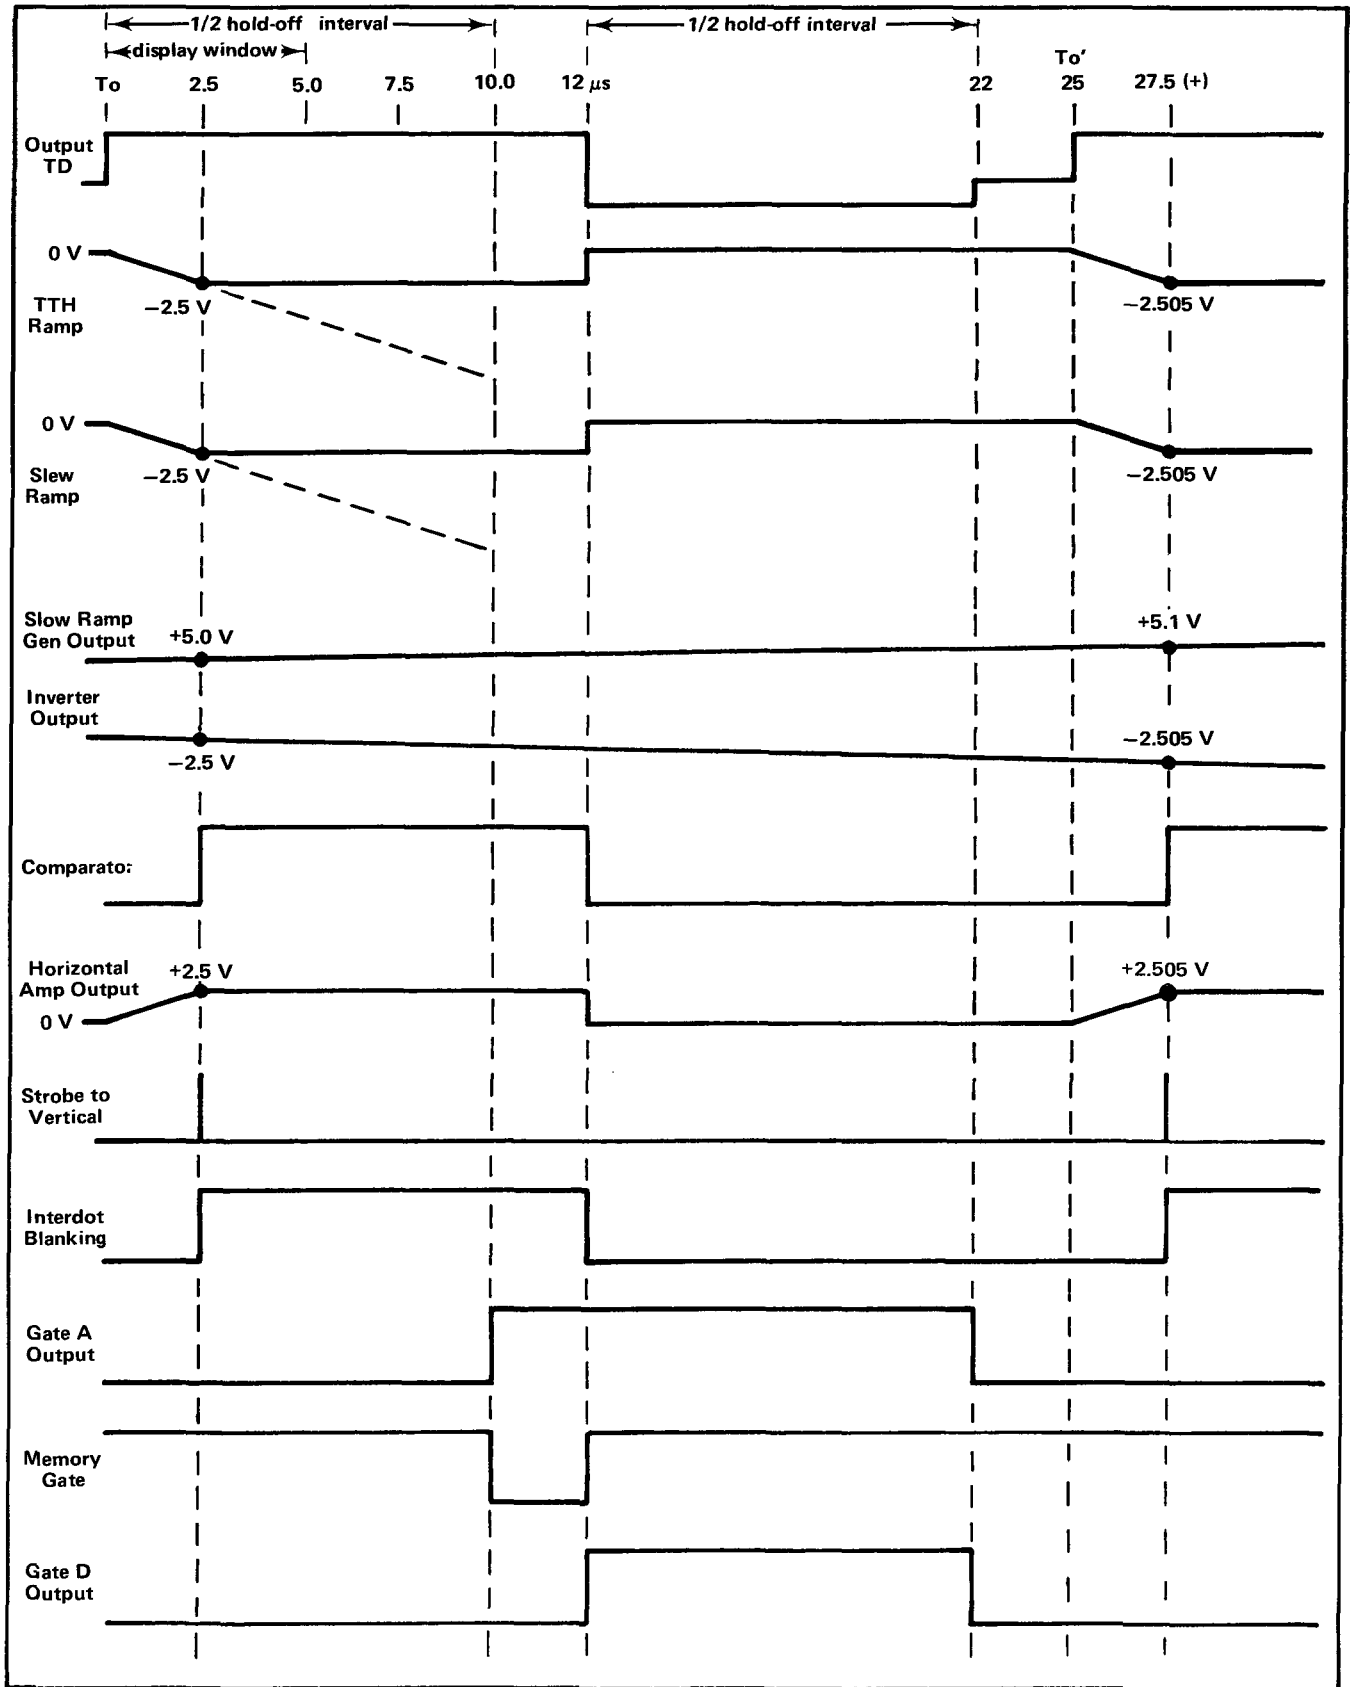 1/2 hold-off interval
1/2 hold-off interval
display window
To'
To 2.5 5.0 7.5 10.0 12 μs 22 25 27.5 (+)
Output
TD
0 V
−2.5 V
−2.505 V
TTH
Ramp
0 V
−2.5 V
−2.505 V
Slew
Ramp
Slow Ramp
Gen Output
+5.0 V
+5.1 V
Inverter
Output
−2.5 V
−2.505 V
Comparator
Horizontal
Amp Output
+2.5 V
+2.505 V
0 V
Strobe to
Vertical
Interdot
Blanking
Gate A
Output
Memory
Gate
Gate D
Output